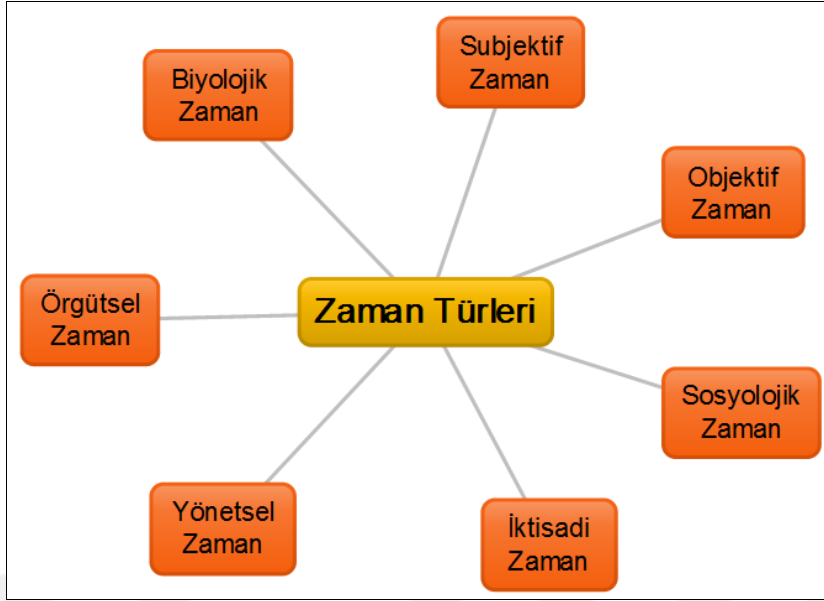 Subjektif
Zaman
Biyolojik
Zaman
Objektif
Zaman
Örgütsel
Zaman
Zaman Türleri
Sosyolojik
Zaman
Yönetsel
Zaman
İktisadi
Zaman